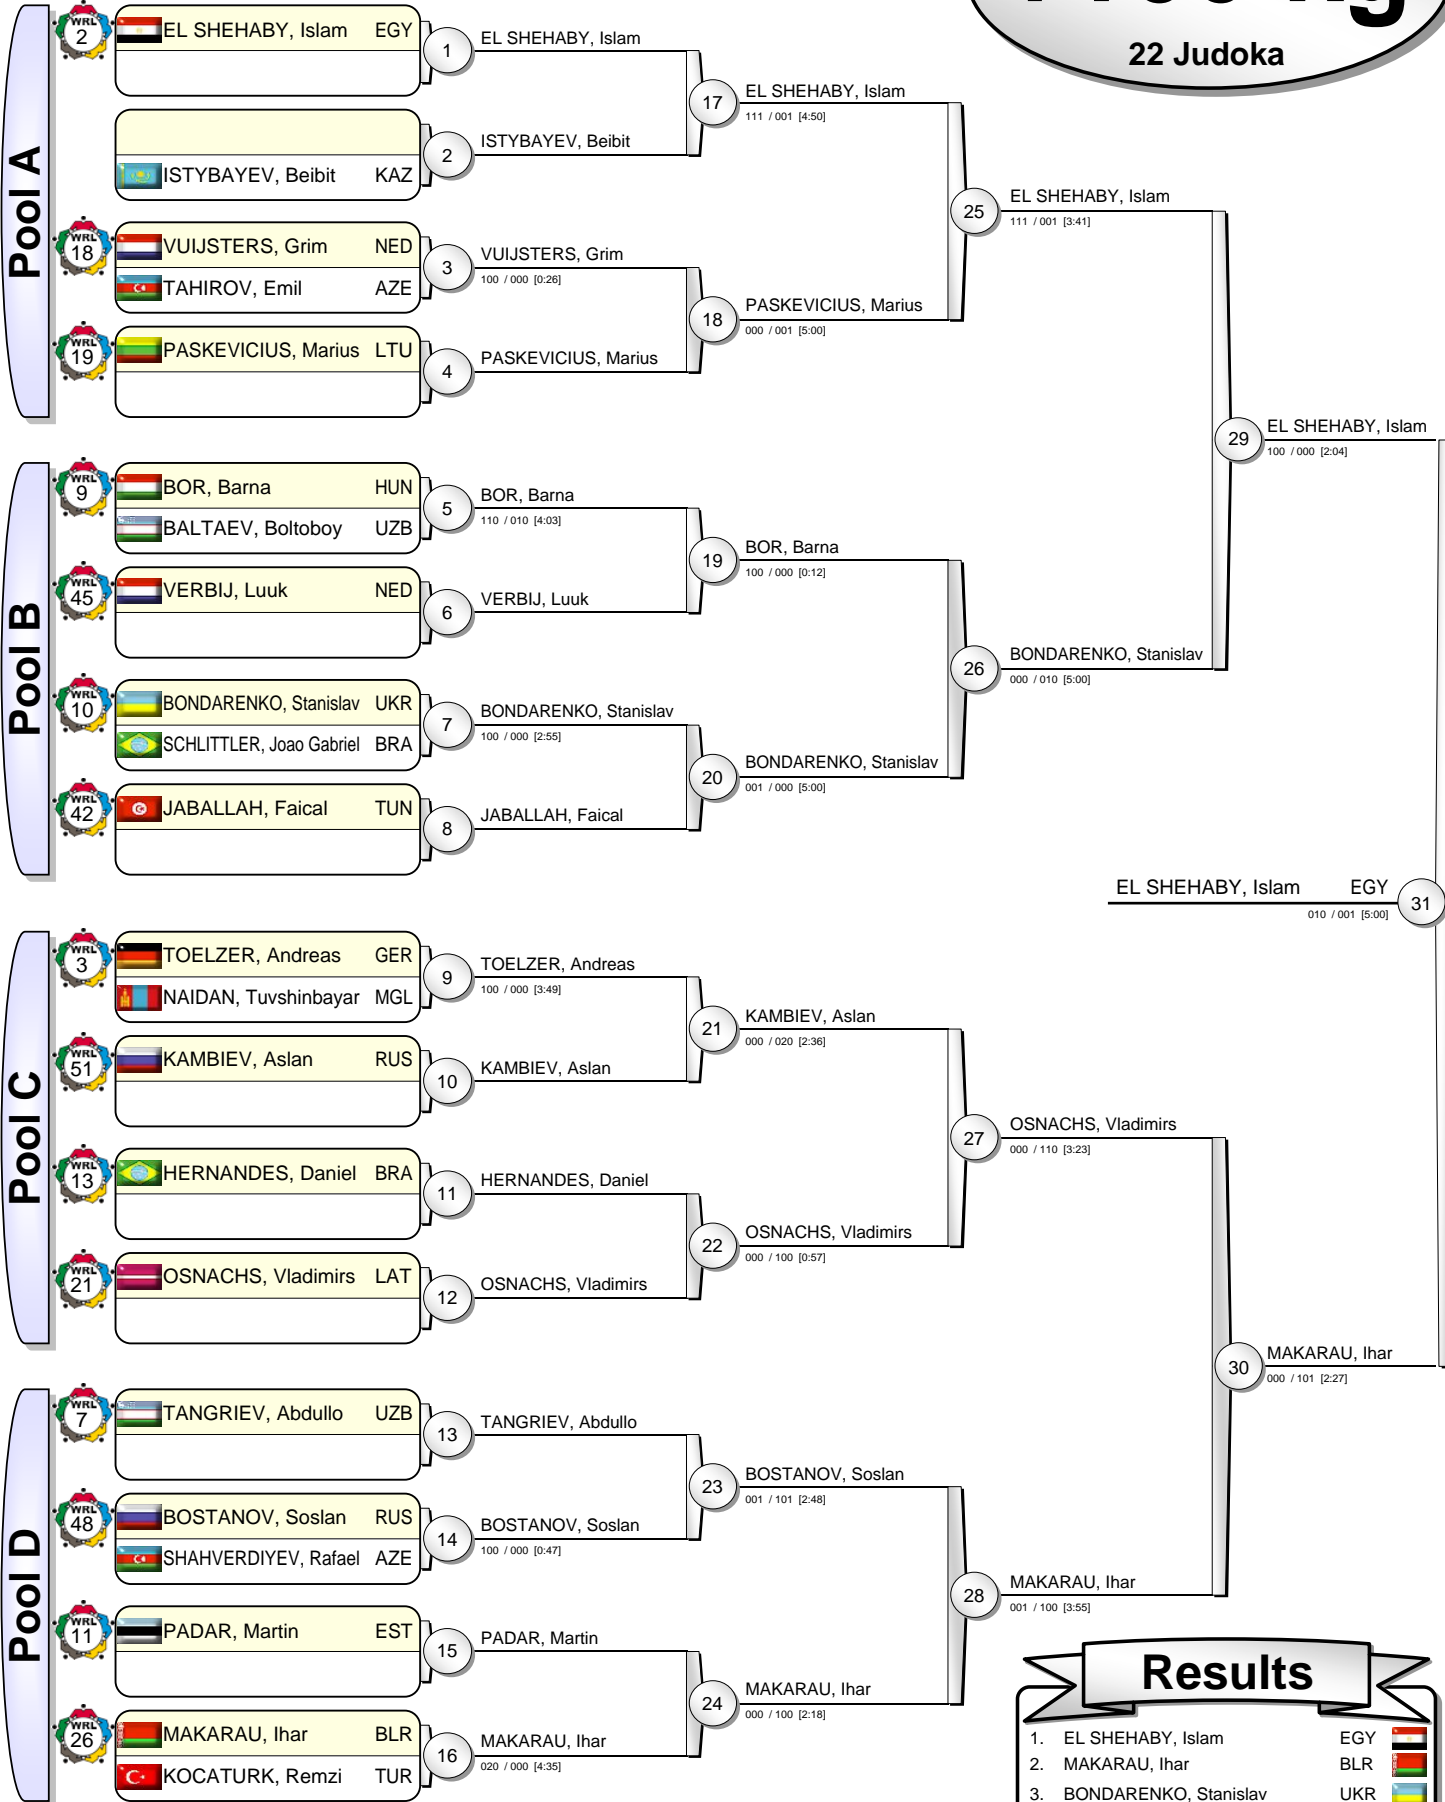 22 Judoka
Pool A
WRL 2
EL SHEHABY, Islam EGY
ISTYBAYEV, Beibit KAZ
WRL 18
VUIJSTERS, Grim NED
TAHIROV, Emil AZE
WRL 19
PASKEVICIUS, Marius LTU
1
EL SHEHABY, Islam
2
ISTYBAYEV, Beibit
3
VUIJSTERS, Grim
100 / 000 [0:26]
4
PASKEVICIUS, Marius
17
EL SHEHABY, Islam
111 / 001 [4:50]
18
PASKEVICIUS, Marius
000 / 001 [5:00]
25
EL SHEHABY, Islam
111 / 001 [3:41]
Pool B
WRL 9
BOR, Barna HUN
BALTAEV, Boltoboy UZB
WRL 45
VERBIJ, Luuk NED
WRL 10
BONDARENKO, Stanislav UKR
SCHLITTLER, Joao Gabriel BRA
WRL 42
JABALLAH, Faical TUN
5
BOR, Barna
110 / 010 [4:03]
6
VERBIJ, Luuk
7
BONDARENKO, Stanislav
100 / 000 [2:55]
8
JABALLAH, Faical
19
BOR, Barna
100 / 000 [0:12]
20
BONDARENKO, Stanislav
001 / 000 [5:00]
26
BONDARENKO, Stanislav
000 / 010 [5:00]
29
EL SHEHABY, Islam
100 / 000 [2:04]
EL SHEHABY, Islam EGY
010 / 001 [5:00]
31
Pool C
WRL 3
TOELZER, Andreas GER
NAIDAN, Tuvshinbayar MGL
WRL 51
KAMBIEV, Aslan RUS
WRL 13
HERNANDES, Daniel BRA
WRL 21
OSNACHS, Vladimirs LAT
9
TOELZER, Andreas
100 / 000 [3:49]
10
KAMBIEV, Aslan
11
HERNANDES, Daniel
12
OSNACHS, Vladimirs
21
KAMBIEV, Aslan
000 / 020 [2:36]
22
OSNACHS, Vladimirs
000 / 100 [0:57]
27
OSNACHS, Vladimirs
000 / 110 [3:23]
Pool D
WRL 7
TANGRIEV, Abdullo UZB
WRL 48
BOSTANOV, Soslan RUS
SHAHVERDIYEV, Rafael AZE
WRL 11
PADAR, Martin EST
WRL 26
MAKARAU, Ihar BLR
KOCATURK, Remzi TUR
13
TANGRIEV, Abdullo
14
BOSTANOV, Soslan
100 / 000 [0:47]
15
PADAR, Martin
16
MAKARAU, Ihar
020 / 000 [4:35]
23
BOSTANOV, Soslan
001 / 101 [2:48]
24
MAKARAU, Ihar
000 / 100 [2:18]
28
MAKARAU, Ihar
001 / 100 [3:55]
30
MAKARAU, Ihar
000 / 101 [2:27]
Results
1. EL SHEHABY, Islam EGY
2. MAKARAU, Ihar BLR
3. BONDARENKO, Stanislav UKR